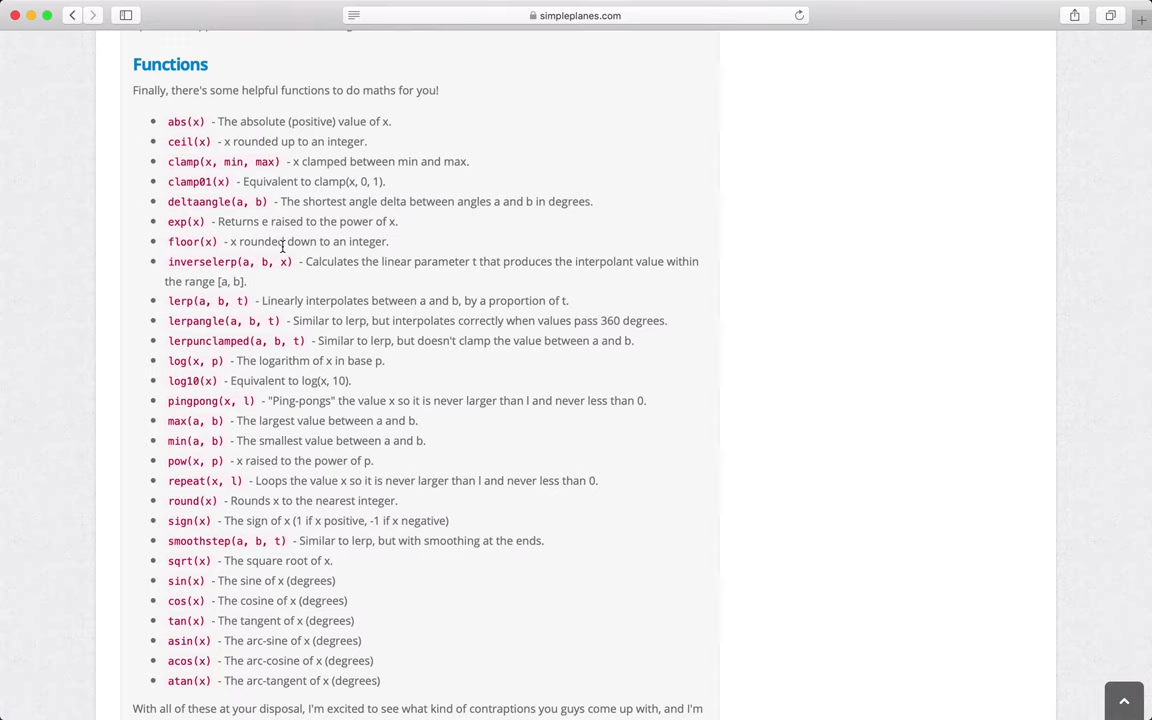 simpleplanes.com
Functions
Finally, there's some helpful functions to do maths for you!
abs(x) - The absolute (positive) value of x.
ceil(x) - x rounded up to an integer.
clamp(x, min, max) - x clamped between min and max.
clamp01(x) - Equivalent to clamp(x, 0, 1).
deltaangle(a, b) - The shortest angle delta between angles a and b in degrees.
exp(x) - Returns e raised to the power of x.
floor(x) - x rounded down to an integer.
inverselerp(a, b, x) - Calculates the linear parameter t that produces the interpolant value within
the range [a, b].
lerp(a, b, t) - Linearly interpolates between a and b, by a proportion of t.
lerpangle(a, b, t) - Similar to lerp, but interpolates correctly when values pass 360 degrees.
lerpunclamped(a, b, t) - Similar to lerp, but doesn't clamp the value between a and b.
log(x, p) - The logarithm of x in base p.
log10(x) - Equivalent to log(x, 10).
pingpong(x, l) - "Ping-pongs" the value x so it is never larger than l and never less than 0.
max(a, b) - The largest value between a and b.
min(a, b) - The smallest value between a and b.
pow(x, p) - x raised to the power of p.
repeat(x, l) - Loops the value x so it is never larger than l and never less than 0.
round(x) - Rounds x to the nearest integer.
sign(x) - The sign of x (1 if x positive, -1 if x negative)
smoothstep(a, b, t) - Similar to lerp, but with smoothing at the ends.
sqrt(x) - The square root of x.
sin(x) - The sine of x (degrees)
cos(x) - The cosine of x (degrees)
tan(x) - The tangent of x (degrees)
asin(x) - The arc-sine of x (degrees)
acos(x) - The arc-cosine of x (degrees)
atan(x) - The arc-tangent of x (degrees)
With all of these at your disposal, I'm excited to see what kind of contraptions you guys come up with, and I'm